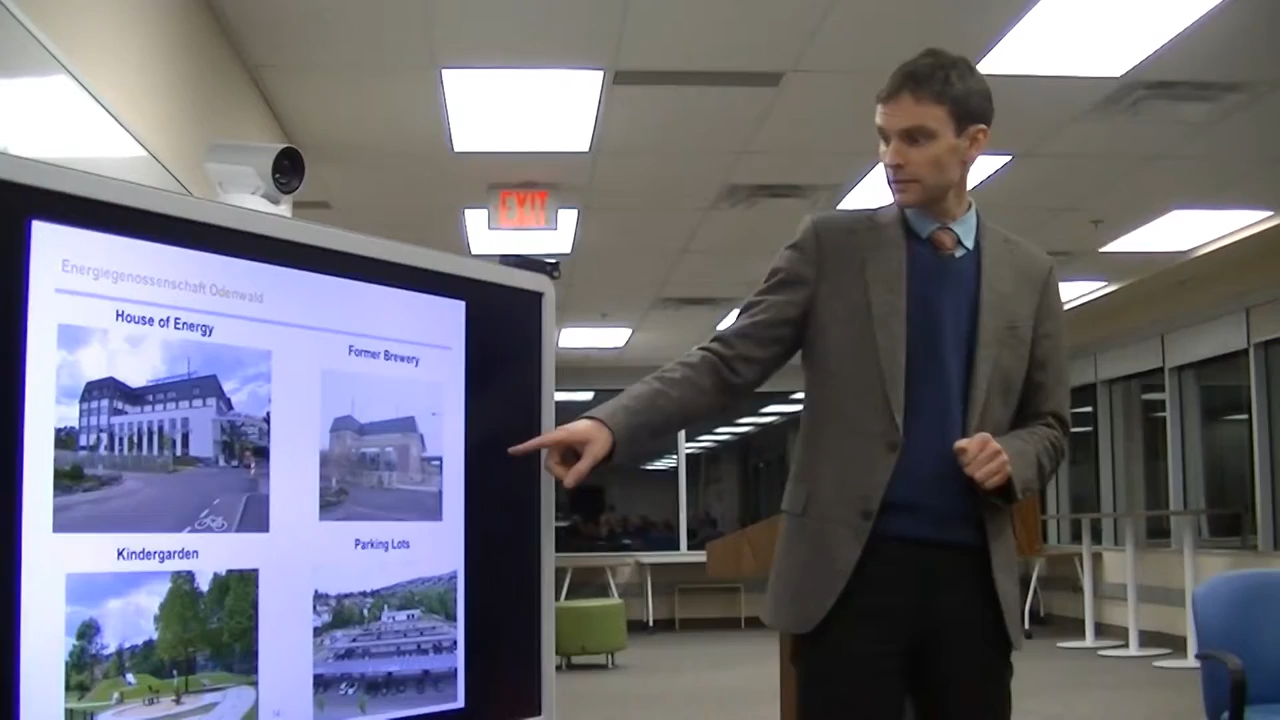 EXIT
Energiegenossenschaft Odenwald
House of Energy
Former Brewery
Kindergarden
Parking Lots